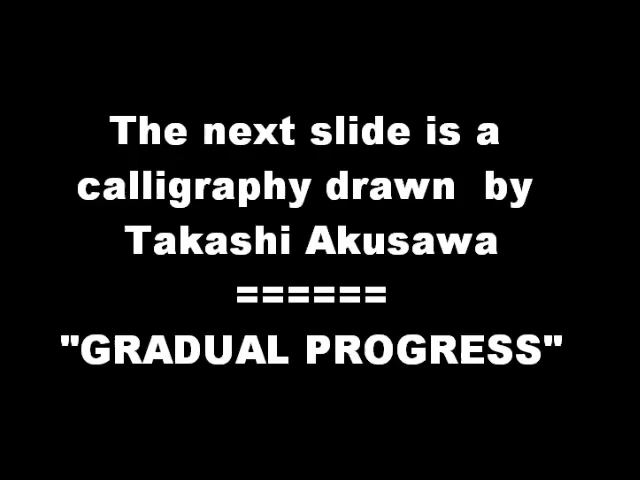 The next slide is a
calligraphy drawn  by
Takashi Akusawa
======
"GRADUAL PROGRESS"